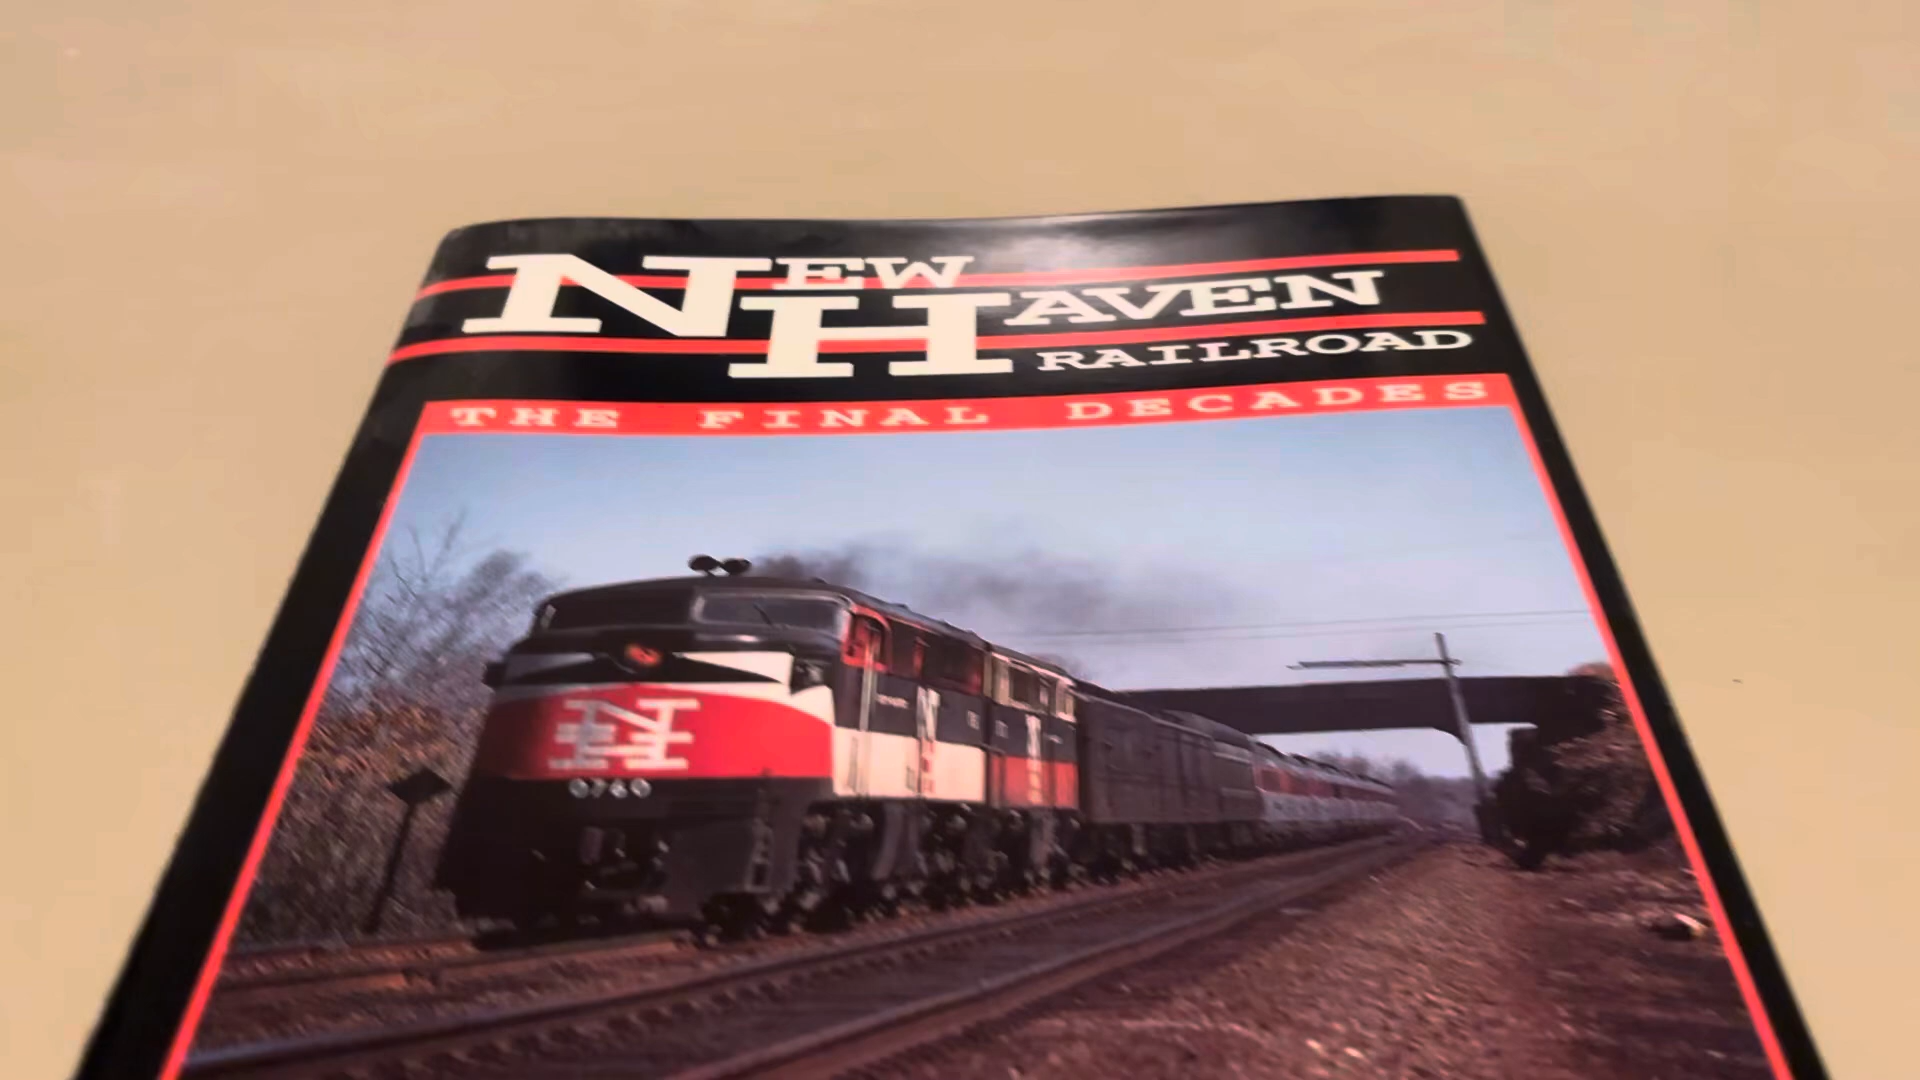 NEW HAVEN
RAILROAD
THE FINAL DECADES
NH
0760